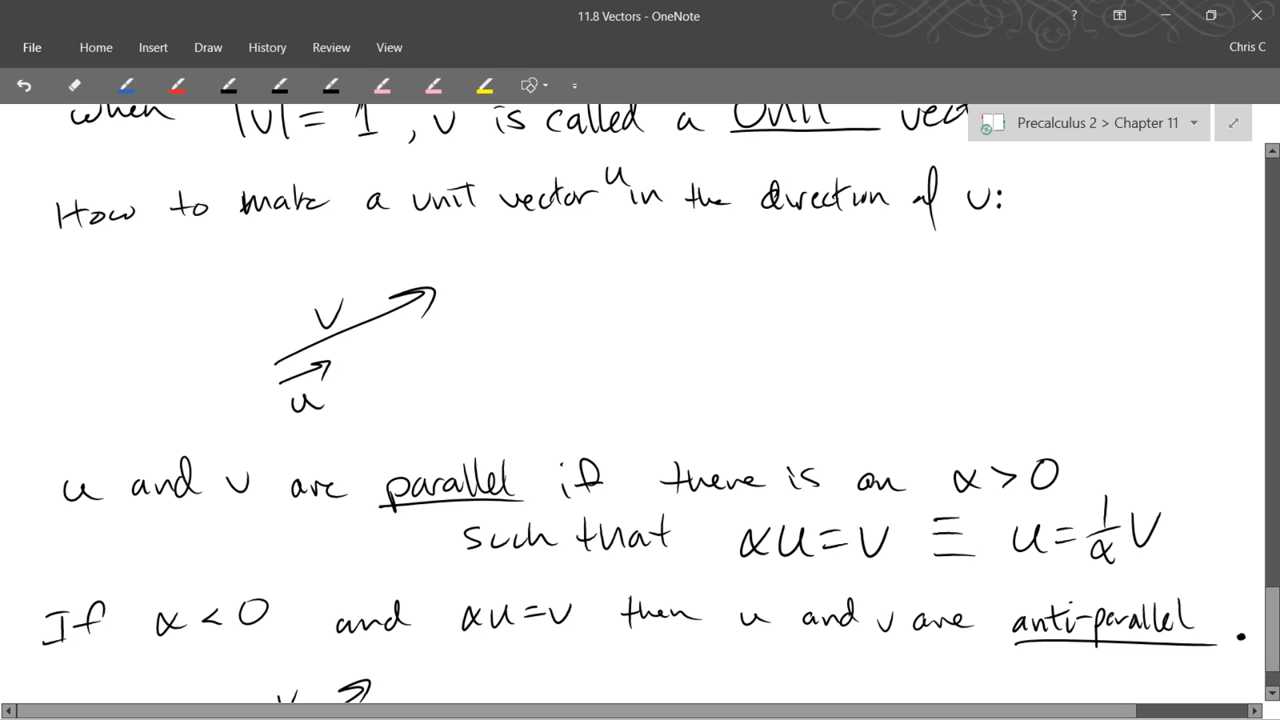 11.8 Vectors - OneNote
?
File Home Insert Draw History Review View
Chris C
Precalculus 2 > Chapter 11
when |v| = 1, v is called a unit
How to make a unit vector u in the direction of v:
v
u
u and v are parallel if there is an α > 0
such that αu = v ≡ u = 1/α v
If α < 0 and αu = v then u and v are anti-parallel.
v